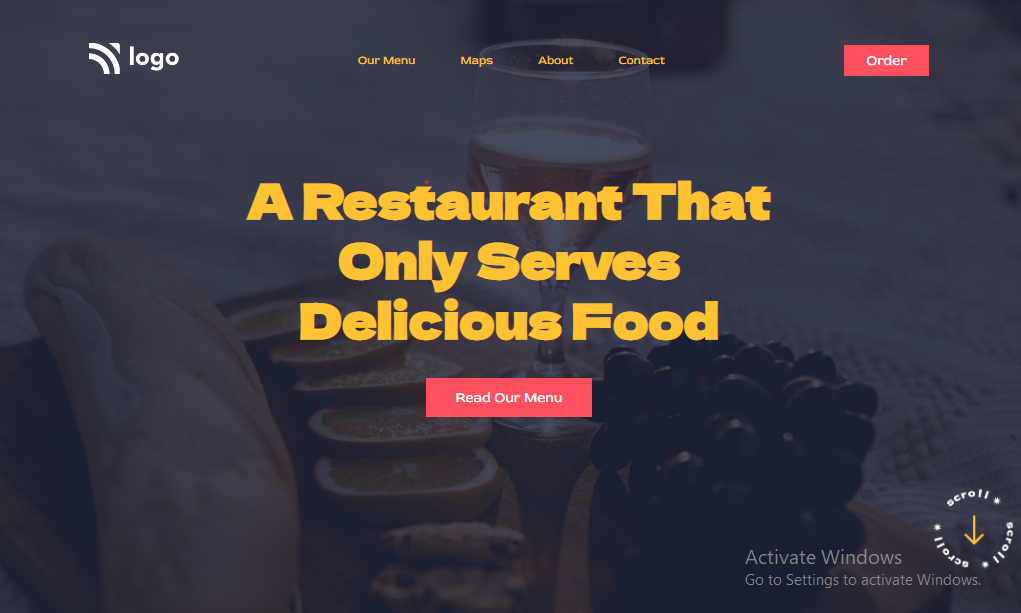 logo
Our Menu Maps About Contact
Order
A Restaurant That
Only Serves
Delicious Food
Read Our Menu
scroll * scroll * scroll *
Activate Windows
Go to Settings to activate Windows.